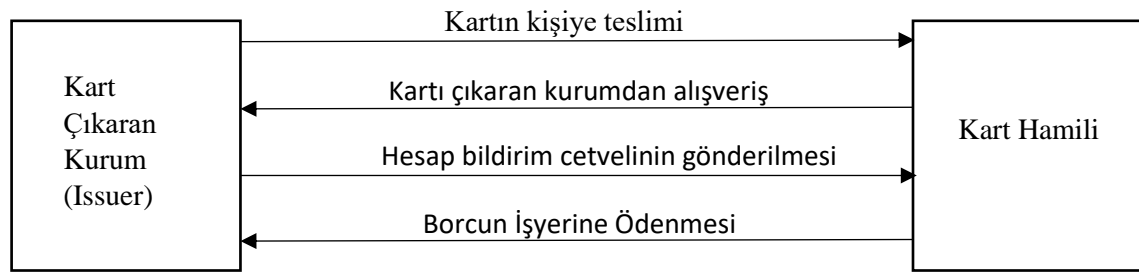 Kartın kişiye teslimi
Kart
Çıkaran
Kurum
(Issuer)
Kartı çıkaran kurumdan alışveriş
Hesap bildirim cetvelinin gönderilmesi
Borcun İşyerine Ödenmesi
Kart Hamili